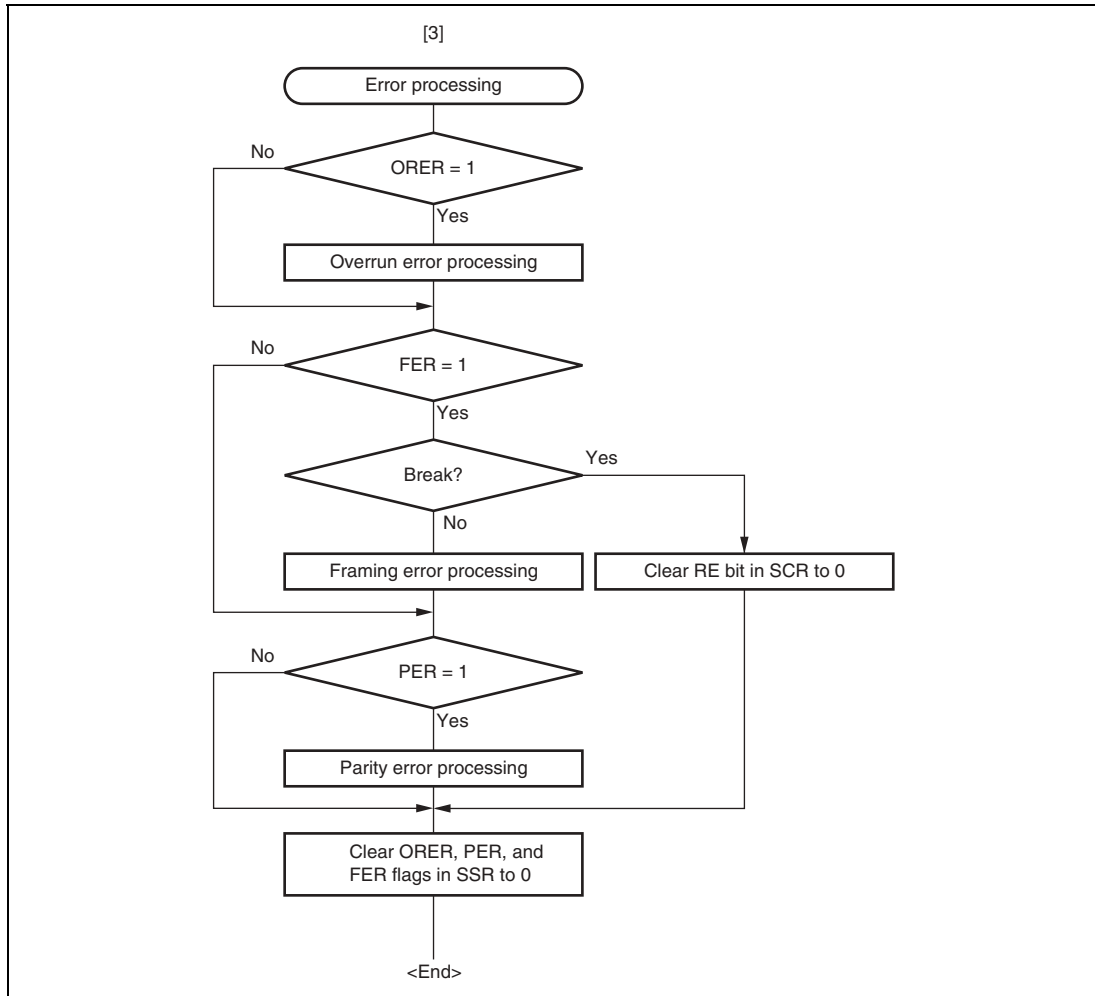 [3]
Error processing
No
ORER = 1
Yes
Overrun error processing
No
FER = 1
Yes
Break?
Yes
No
Framing error processing
Clear RE bit in SCR to 0
No
PER = 1
Yes
Parity error processing
Clear ORER, PER, and
FER flags in SSR to 0
<End>